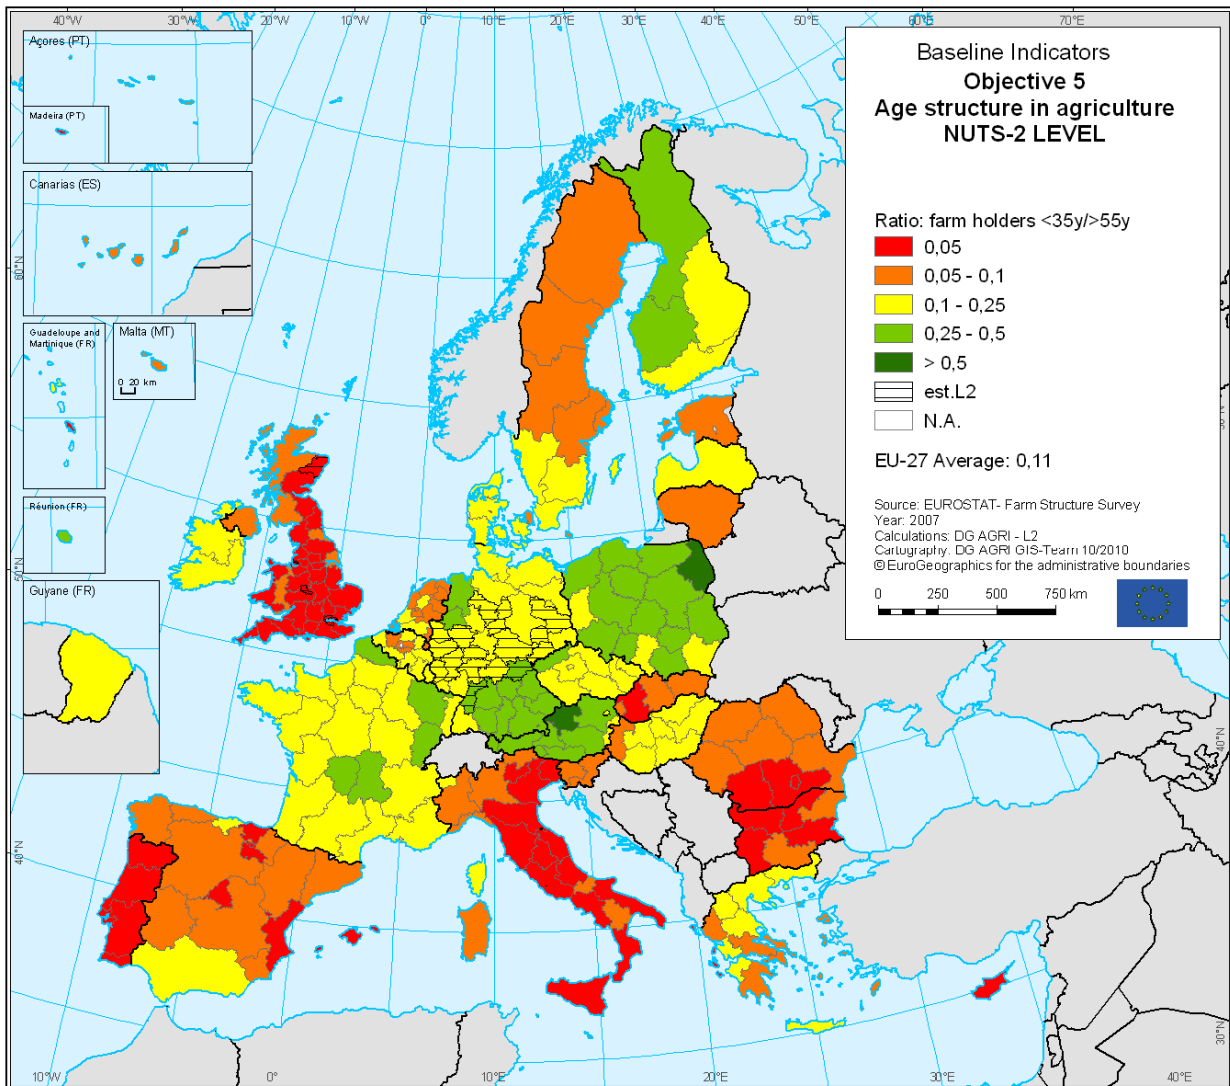 40°W
30°W
20°W
10°W
0°
10°E
20°E
30°E
40°E
50°E
60°E
70°E
Açores (PT)
Madeira (PT)
Canarias (ES)
Guadeloupe and
Martinique (FR)
Malta (MT)
0 20 km
Réunion (FR)
Guyane (FR)
Baseline Indicators
Objective 5
Age structure in agriculture
NUTS-2 LEVEL
Ratio: farm holders <35y/>55y
0,05
0,05 - 0,1
0,1 - 0,25
0,25 - 0,5
> 0,5
est.L2
N.A.
EU-27 Average: 0,11
Source: EUROSTAT- Farm Structure Survey
Year: 2007
Calculations: DG AGRI - L2
Cartography: DG AGRI GIS-Team 10/2010
© EuroGeographics for the administrative boundaries
0 250 500 750 km
60°N
50°N
40°N
40°N
30°N
10°W
0°
10°E
20°E
30°E
40°E